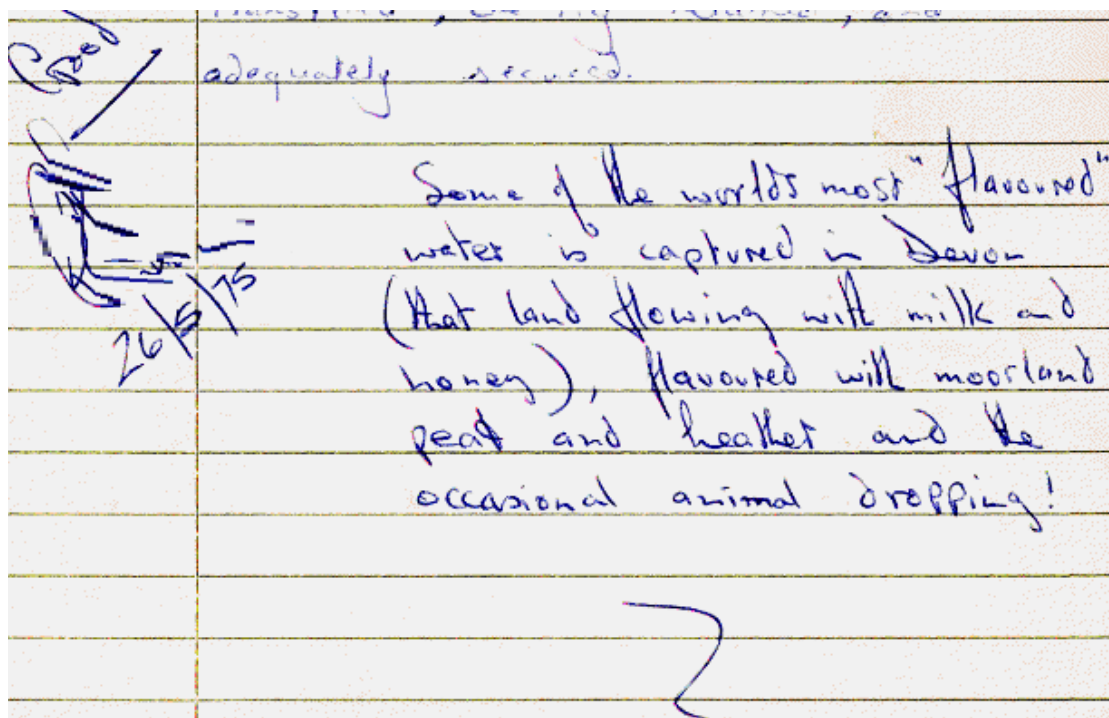 Good
adequately secured.
Some of the worlds most "flavoured"
water is captured in Devon
26/5/75
(that land flowing with milk and
honey), flavoured with moorland
peat and heather and the
occasional animal dropping!